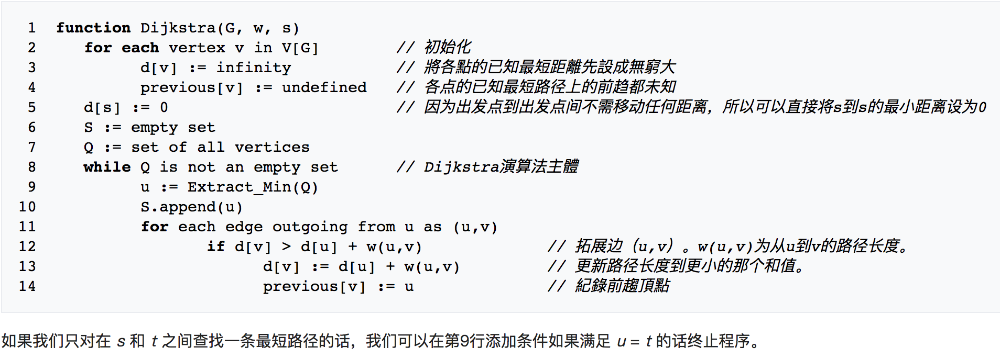 1 function Dijkstra(G, w, s)
2 for each vertex v in V[G] // 初始化
3 d[v] := infinity // 將各點的已知最短距離先設成無窮大
4 previous[v] := undefined // 各点的已知最短路径上的前趋都未知
5 d[s] := 0 // 因为出发点到出发点间不需移动任何距离，所以可以直接将s到s的最小距离设为0
6 S := empty set
7 Q := set of all vertices
8 while Q is not an empty set // Dijkstra演算法主體
9 u := Extract_Min(Q)
10 S.append(u)
11 for each edge outgoing from u as (u,v)
12 if d[v] > d[u] + w(u,v) // 拓展边（u,v）。w(u,v)为从u到v的路径长度。
13 d[v] := d[u] + w(u,v) // 更新路径长度到更小的那个和值。
14 previous[v] := u // 紀錄前趨頂點
如果我们只对在 s 和 t 之间查找一条最短路径的话，我们可以在第9行添加条件如果满足 u = t 的话终止程序。